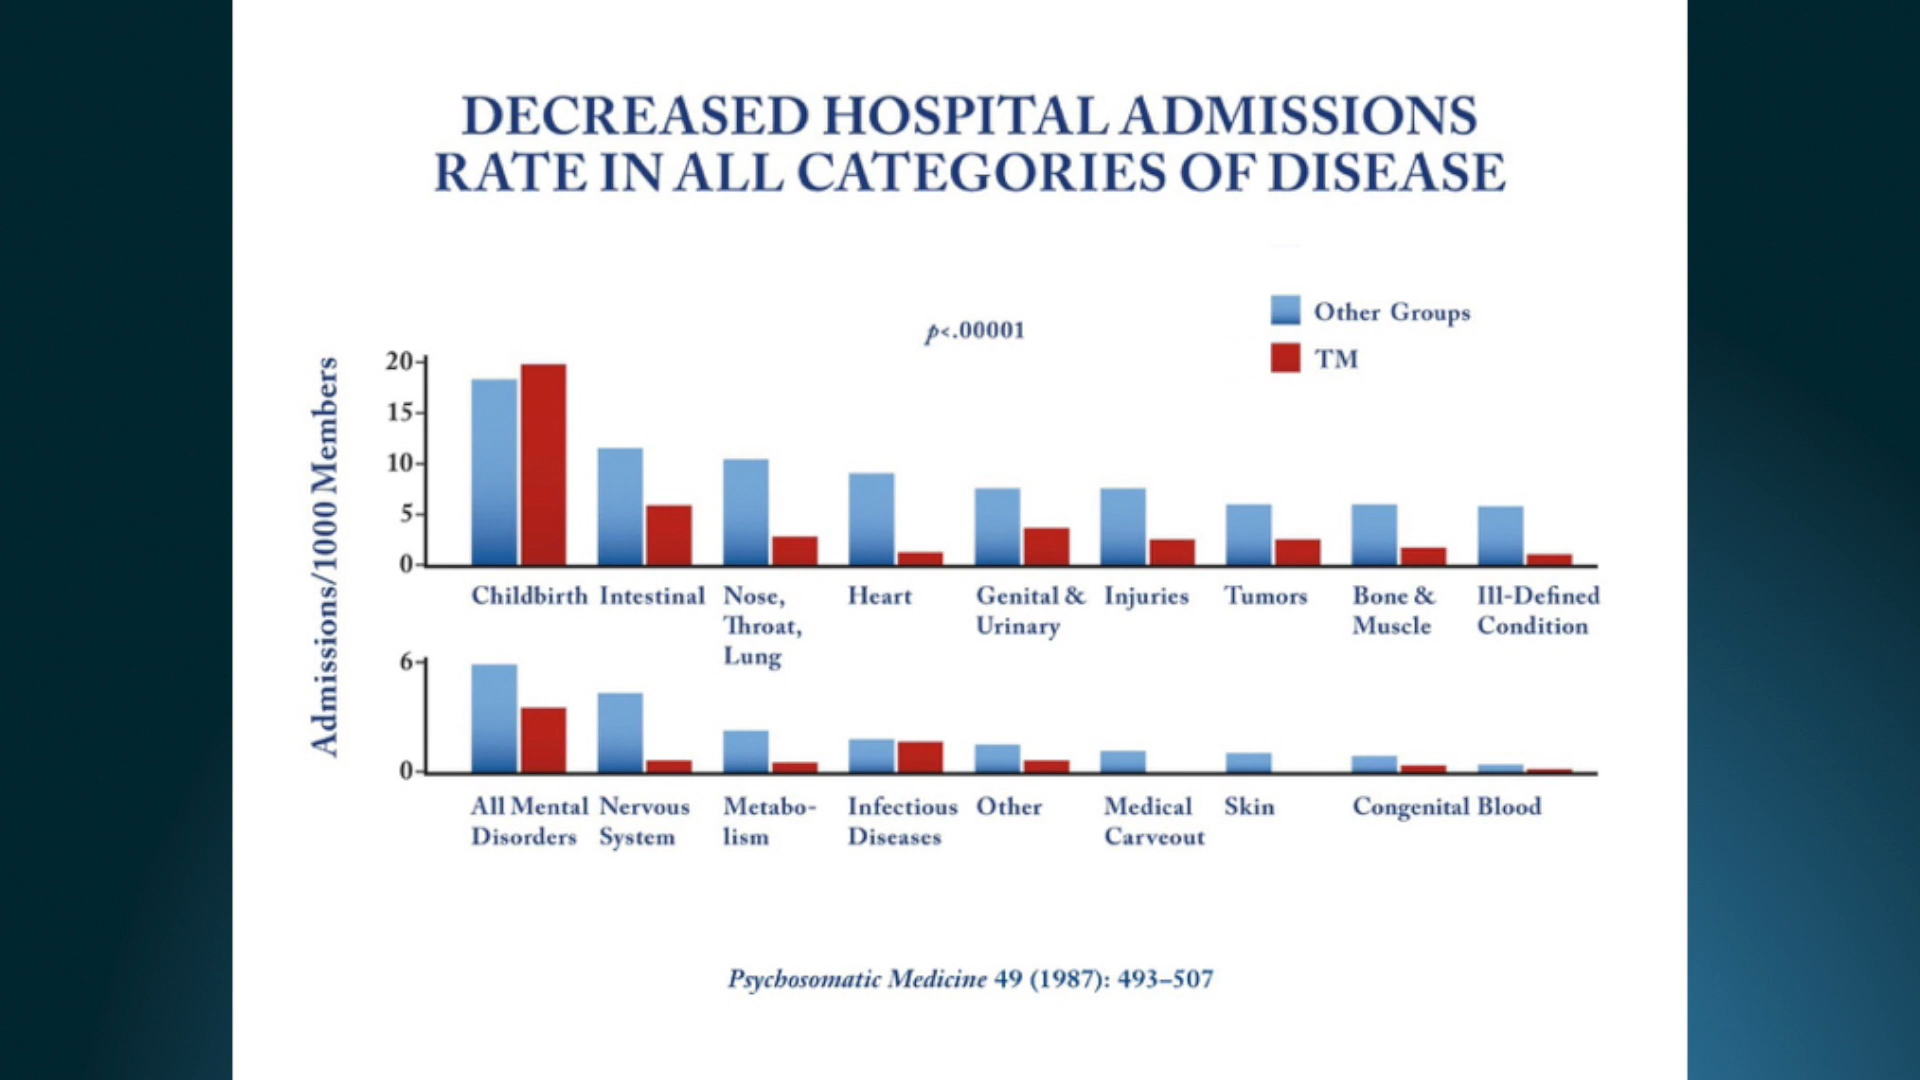 DECREASED HOSPITAL ADMISSIONS
RATE IN ALL CATEGORIES OF DISEASE
Other Groups
TM
p<.00001
Admissions/1000 Members
20
15
10
5
0
Childbirth Intestinal Nose, Heart Genital & Injuries Tumors Bone & Ill-Defined
Throat, Urinary Muscle Condition
Lung
6
0
All Mental Nervous Metabo- Infectious Other Medical Skin Congenital Blood
Disorders System lism Diseases Carveout
Psychosomatic Medicine 49 (1987): 493–507